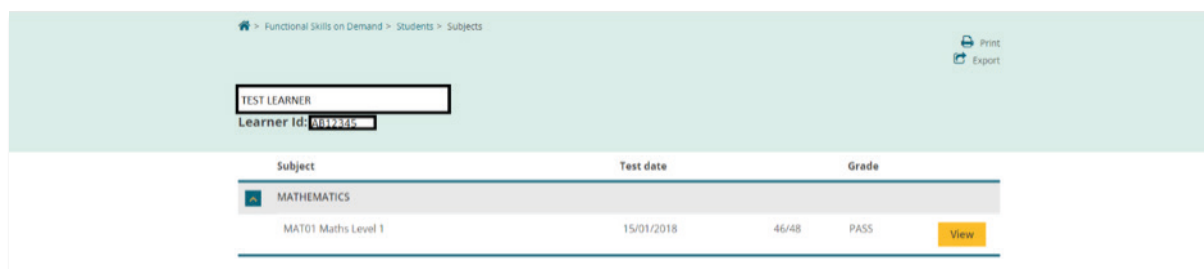 > Functional Skills on Demand > Students > Subjects
Print
Export
TEST LEARNER
Learner Id: AB12345
Subject Test date Grade
MATHEMATICS
MAT01 Maths Level 1 15/01/2018 46/48 PASS View